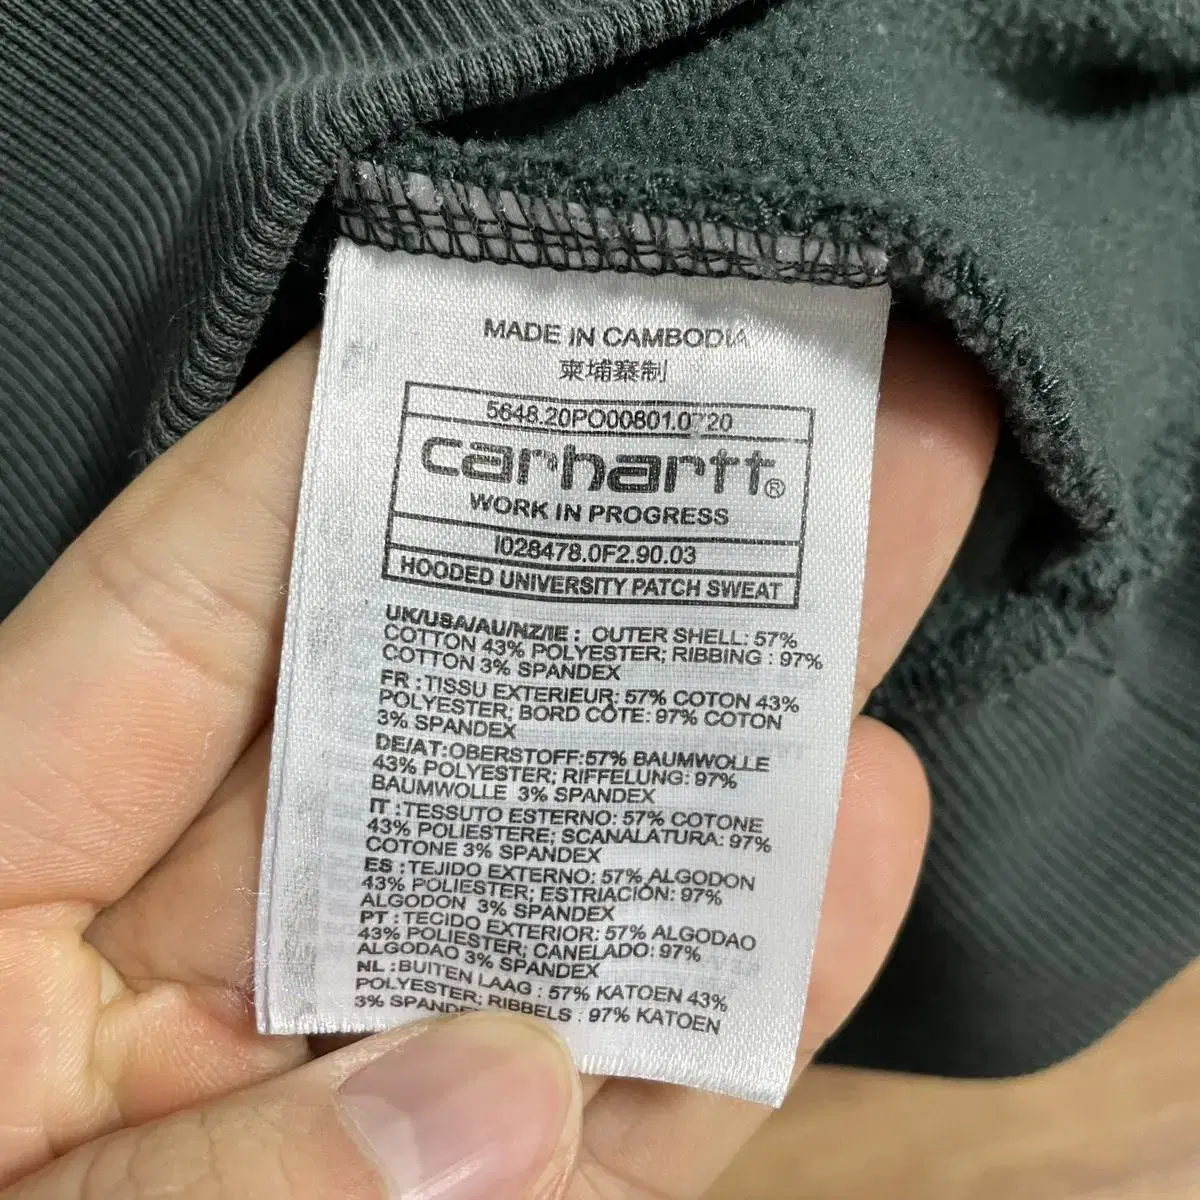 MADE IN CAMBODIA
柬埔寨制
5648.20PO00801.0720
carhartt®
WORK IN PROGRESS
I028478.0F2.90.03
HOODED UNIVERSITY PATCH SWEAT
UK/USA/AU/NZ/IE : OUTER SHELL: 57%
COTTON 43% POLYESTER; RIBBING : 97%
COTTON 3% SPANDEX
FR : TISSU EXTERIEUR: 57% COTON 43%
POLYESTER; BORD CÔTE: 97% COTON
3% SPANDEX
DE/AT:OBERSTOFF:57% BAUMWOLLE
43% POLYESTER; RIFFELUNG: 97%
BAUMWOLLE 3% SPANDEX
IT :TESSUTO ESTERNO: 57% COTONE
43% POLIESTERE; SCANALATURA: 97%
COTONE 3% SPANDEX
ES :TEJIDO EXTERNO: 57% ALGODON
43% POLIESTER; ESTRIACIÓN: 97%
ALGODON 3% SPANDEX
PT : TECIDO EXTERIOR: 57% ALGODAO
43% POLIESTER; CANELADO: 97%
ALGODAO 3% SPANDEX
NL :BUITEN LAAG : 57% KATOEN 43%
POLYESTER; RIBBELS : 97% KATOEN
3% SPANDEX